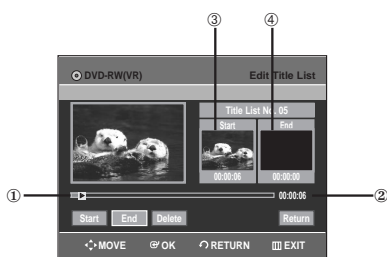 ③ ④
DVD-RW(VR) Edit Title List
Title List No. 05
Start End
00:00:06 00:00:00
① 00:00:06 ②
Start End Delete Return
MOVE OK RETURN EXIT